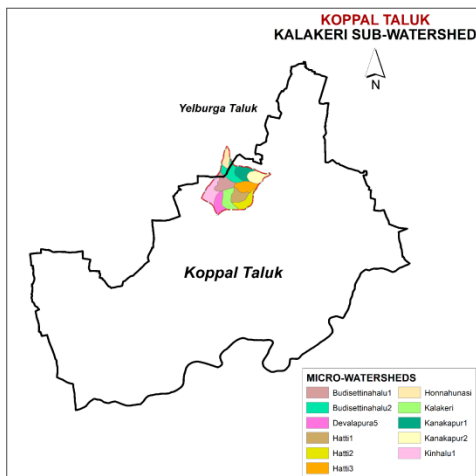 KOPPAL TALUK
KALAKERI SUB-WATERSHED
N
Yelburga Taluk
Koppal Taluk
MICRO-WATERSHEDS
Budisettinahalu1
Budisettinahalu2
Devalapura5
Hatti1
Hatti2
Hatti3
Honnahunasi
Kalakeri
Kanakapur1
Kanakapur2
Kinhalu1